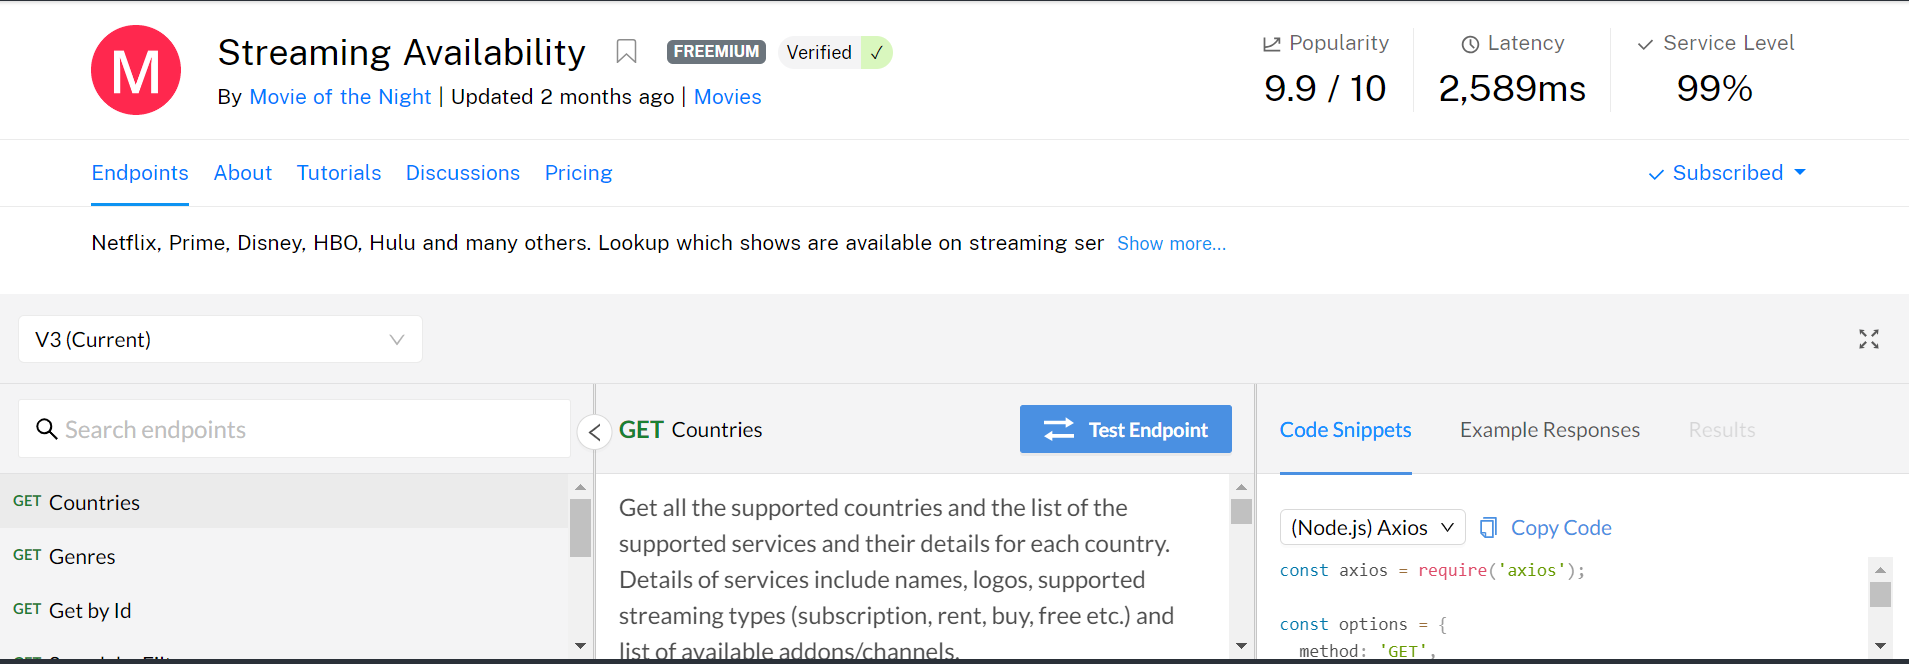 M
Streaming Availability FREEMIUM Verified ✓
By Movie of the Night | Updated 2 months ago | Movies
Popularity
9.9 / 10
Latency
2,589ms
Service Level
99%
Endpoints About Tutorials Discussions Pricing
Subscribed
Netflix, Prime, Disney, HBO, Hulu and many others. Lookup which shows are available on streaming ser Show more...
V3 (Current)
Search endpoints
GET Countries
GET Genres
GET Get by Id
GET Countries
Test Endpoint
Get all the supported countries and the list of the
supported services and their details for each country.
Details of services include names, logos, supported
streaming types (subscription, rent, buy, free etc.) and
list of available addons/channels.
Code Snippets Example Responses Results
(Node.js) Axios Copy Code
const axios = require('axios');
const options = {
method: 'GET',